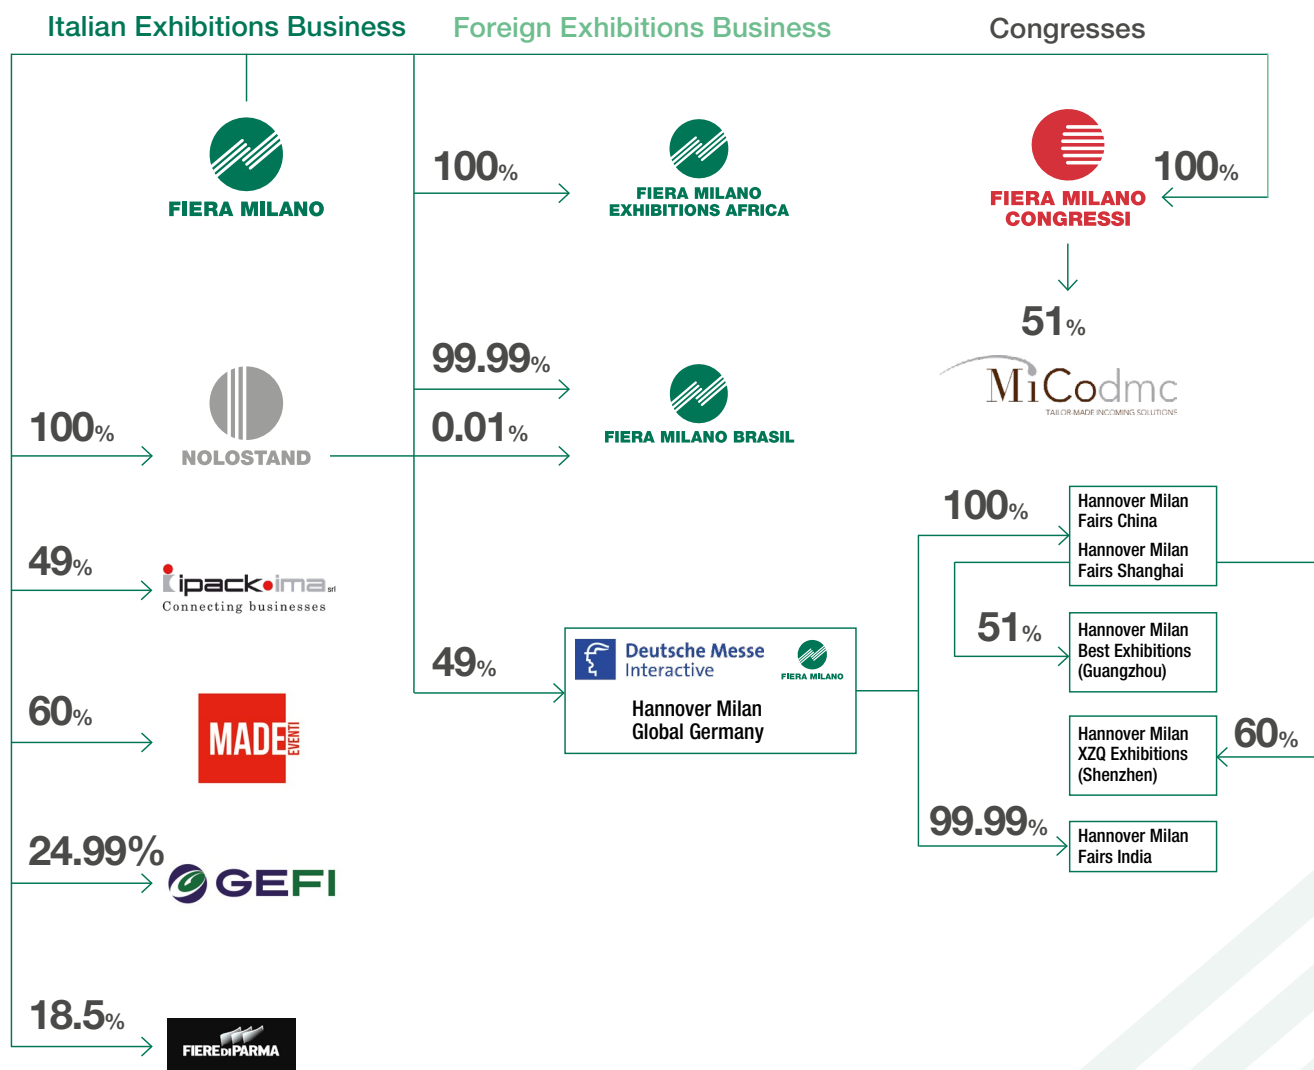 Italian Exhibitions Business
Foreign Exhibitions Business
Congresses
FIERA MILANO
100%
FIERA MILANO
EXHIBITIONS AFRICA
FIERA MILANO
CONGRESSI
100%
51%
MiCodmc
TAILOR-MADE INCOMING SOLUTIONS
100%
NOLOSTAND
99.99%
0.01%
FIERA MILANO BRASIL
49%
ipack•ima srl
Connecting businesses
60%
MADE
EVENTI
24.99%
GEFI
18.5%
FIERE DI PARMA
49%
Deutsche Messe
Interactive
FIERA MILANO
Hannover Milan
Global Germany
100%
Hannover Milan
Fairs China
Hannover Milan
Fairs Shanghai
51%
Hannover Milan
Best Exhibitions
(Guangzhou)
Hannover Milan
XZQ Exhibitions
(Shenzhen)
60%
99.99%
Hannover Milan
Fairs India